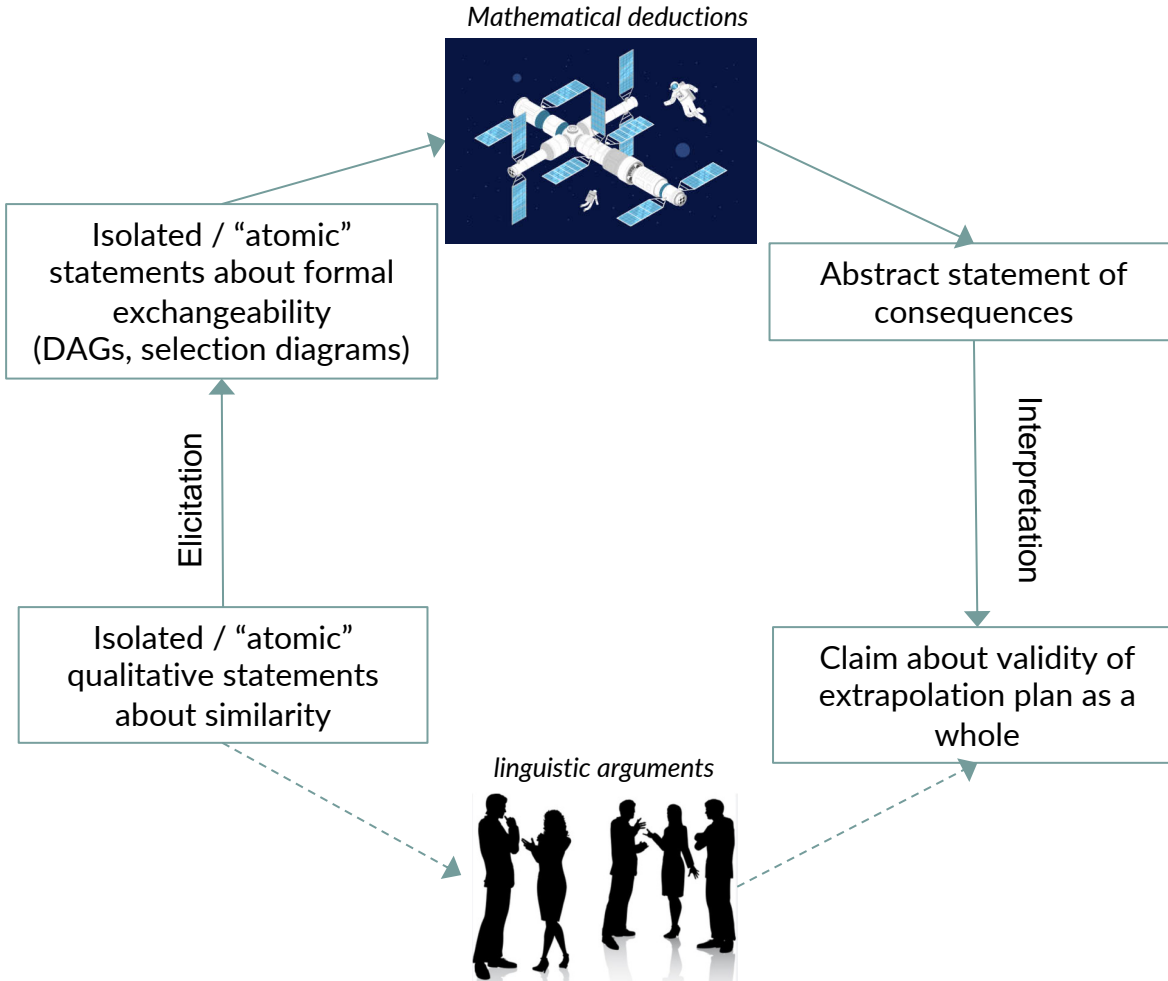 Mathematical deductions
Isolated / “atomic”
statements about formal
exchangeability
(DAGs, selection diagrams)
Abstract statement of
consequences
Elicitation
Interpretation
Isolated / “atomic”
qualitative statements
about similarity
Claim about validity of
extrapolation plan as a
whole
linguistic arguments